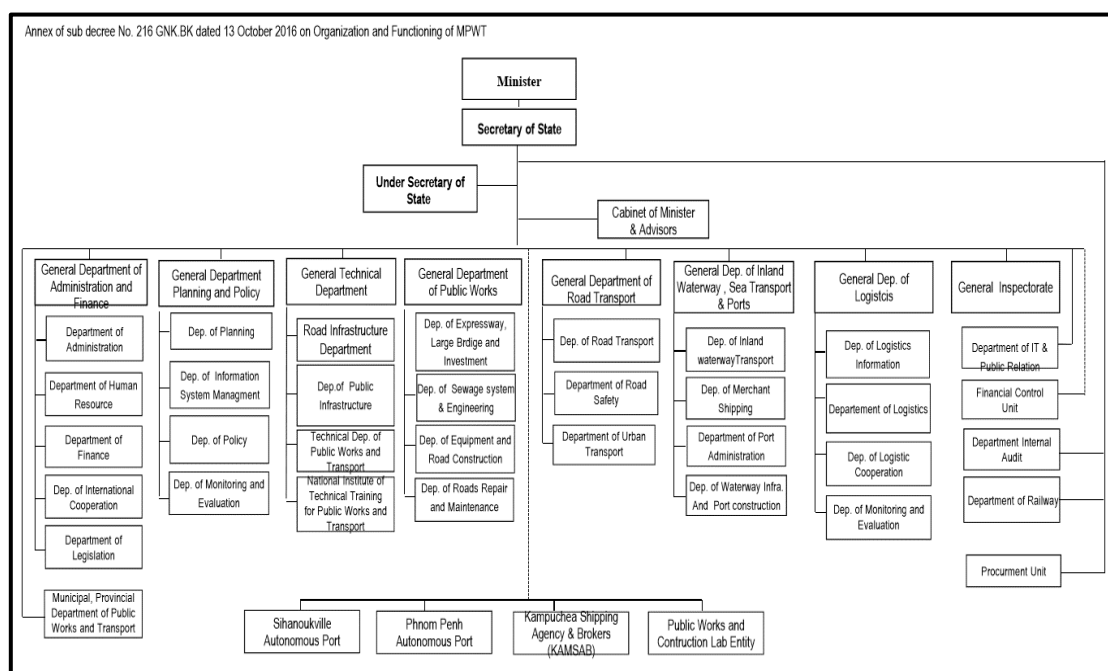 Annex of sub decree No. 216 GNK.BK dated 13 October 2016 on Organization and Functioning of MPWT
Minister
Secretary of State
Under Secretary of
State
Cabinet of Minister
& Advisors
General Department of
Administration and
Finance
Department of
Administration
Department of Human
Resource
Department of
Finance
Dep. of International
Cooperation
Department of
Legislation
Municipal, Provincial
Department of Public
Works and Transport
General Department
Planning and Policy
Dep. of Planning
Dep. of Information
System Managment
Dep. of Policy
Dep. of Monitoring and
Evaluation
General Technical
Department
Road Infrastructure
Department
Dep.of Public
Infrastructure
Technical Dep. of
Public Works and
Transport
National Institute of
Technical Training
for Public Works and
Transport
General Department
of Public Works
Dep. of Expressway,
Large Brdige and
Investment
Dep. of Sewage system
& Engineering
Dep. of Equipment and
Road Construction
Dep. of Roads Repair
and Maintenance
General Department of
Road Transport
Dep. of Road Transport
Department of Road
Safety
Department of Urban
Transport
General Dep. of Inland
Waterway , Sea Transport
& Ports
Dep. of Inland
waterwayTransport
Dep. of Merchant
Shipping
Department of Port
Administration
Dep. of Waterway Infra.
And Port construction
General Dep. of
Logistcis
Dep. of Logistics
Information
Departement of Logistics
Dep. of Logistic
Cooperation
Dep. of Monitoring and
Evaluation
General Inspectorate
Department of IT &
Public Relation
Financial Control
Unit
Department Internal
Audit
Department of Railway
Procurment Unit
Sihanoukville
Autonomous Port
Phnom Penh
Autonomous Port
Kampuchea Shipping
Agency & Brokers
(KAMSAB)
Public Works and
Contruction Lab Entity